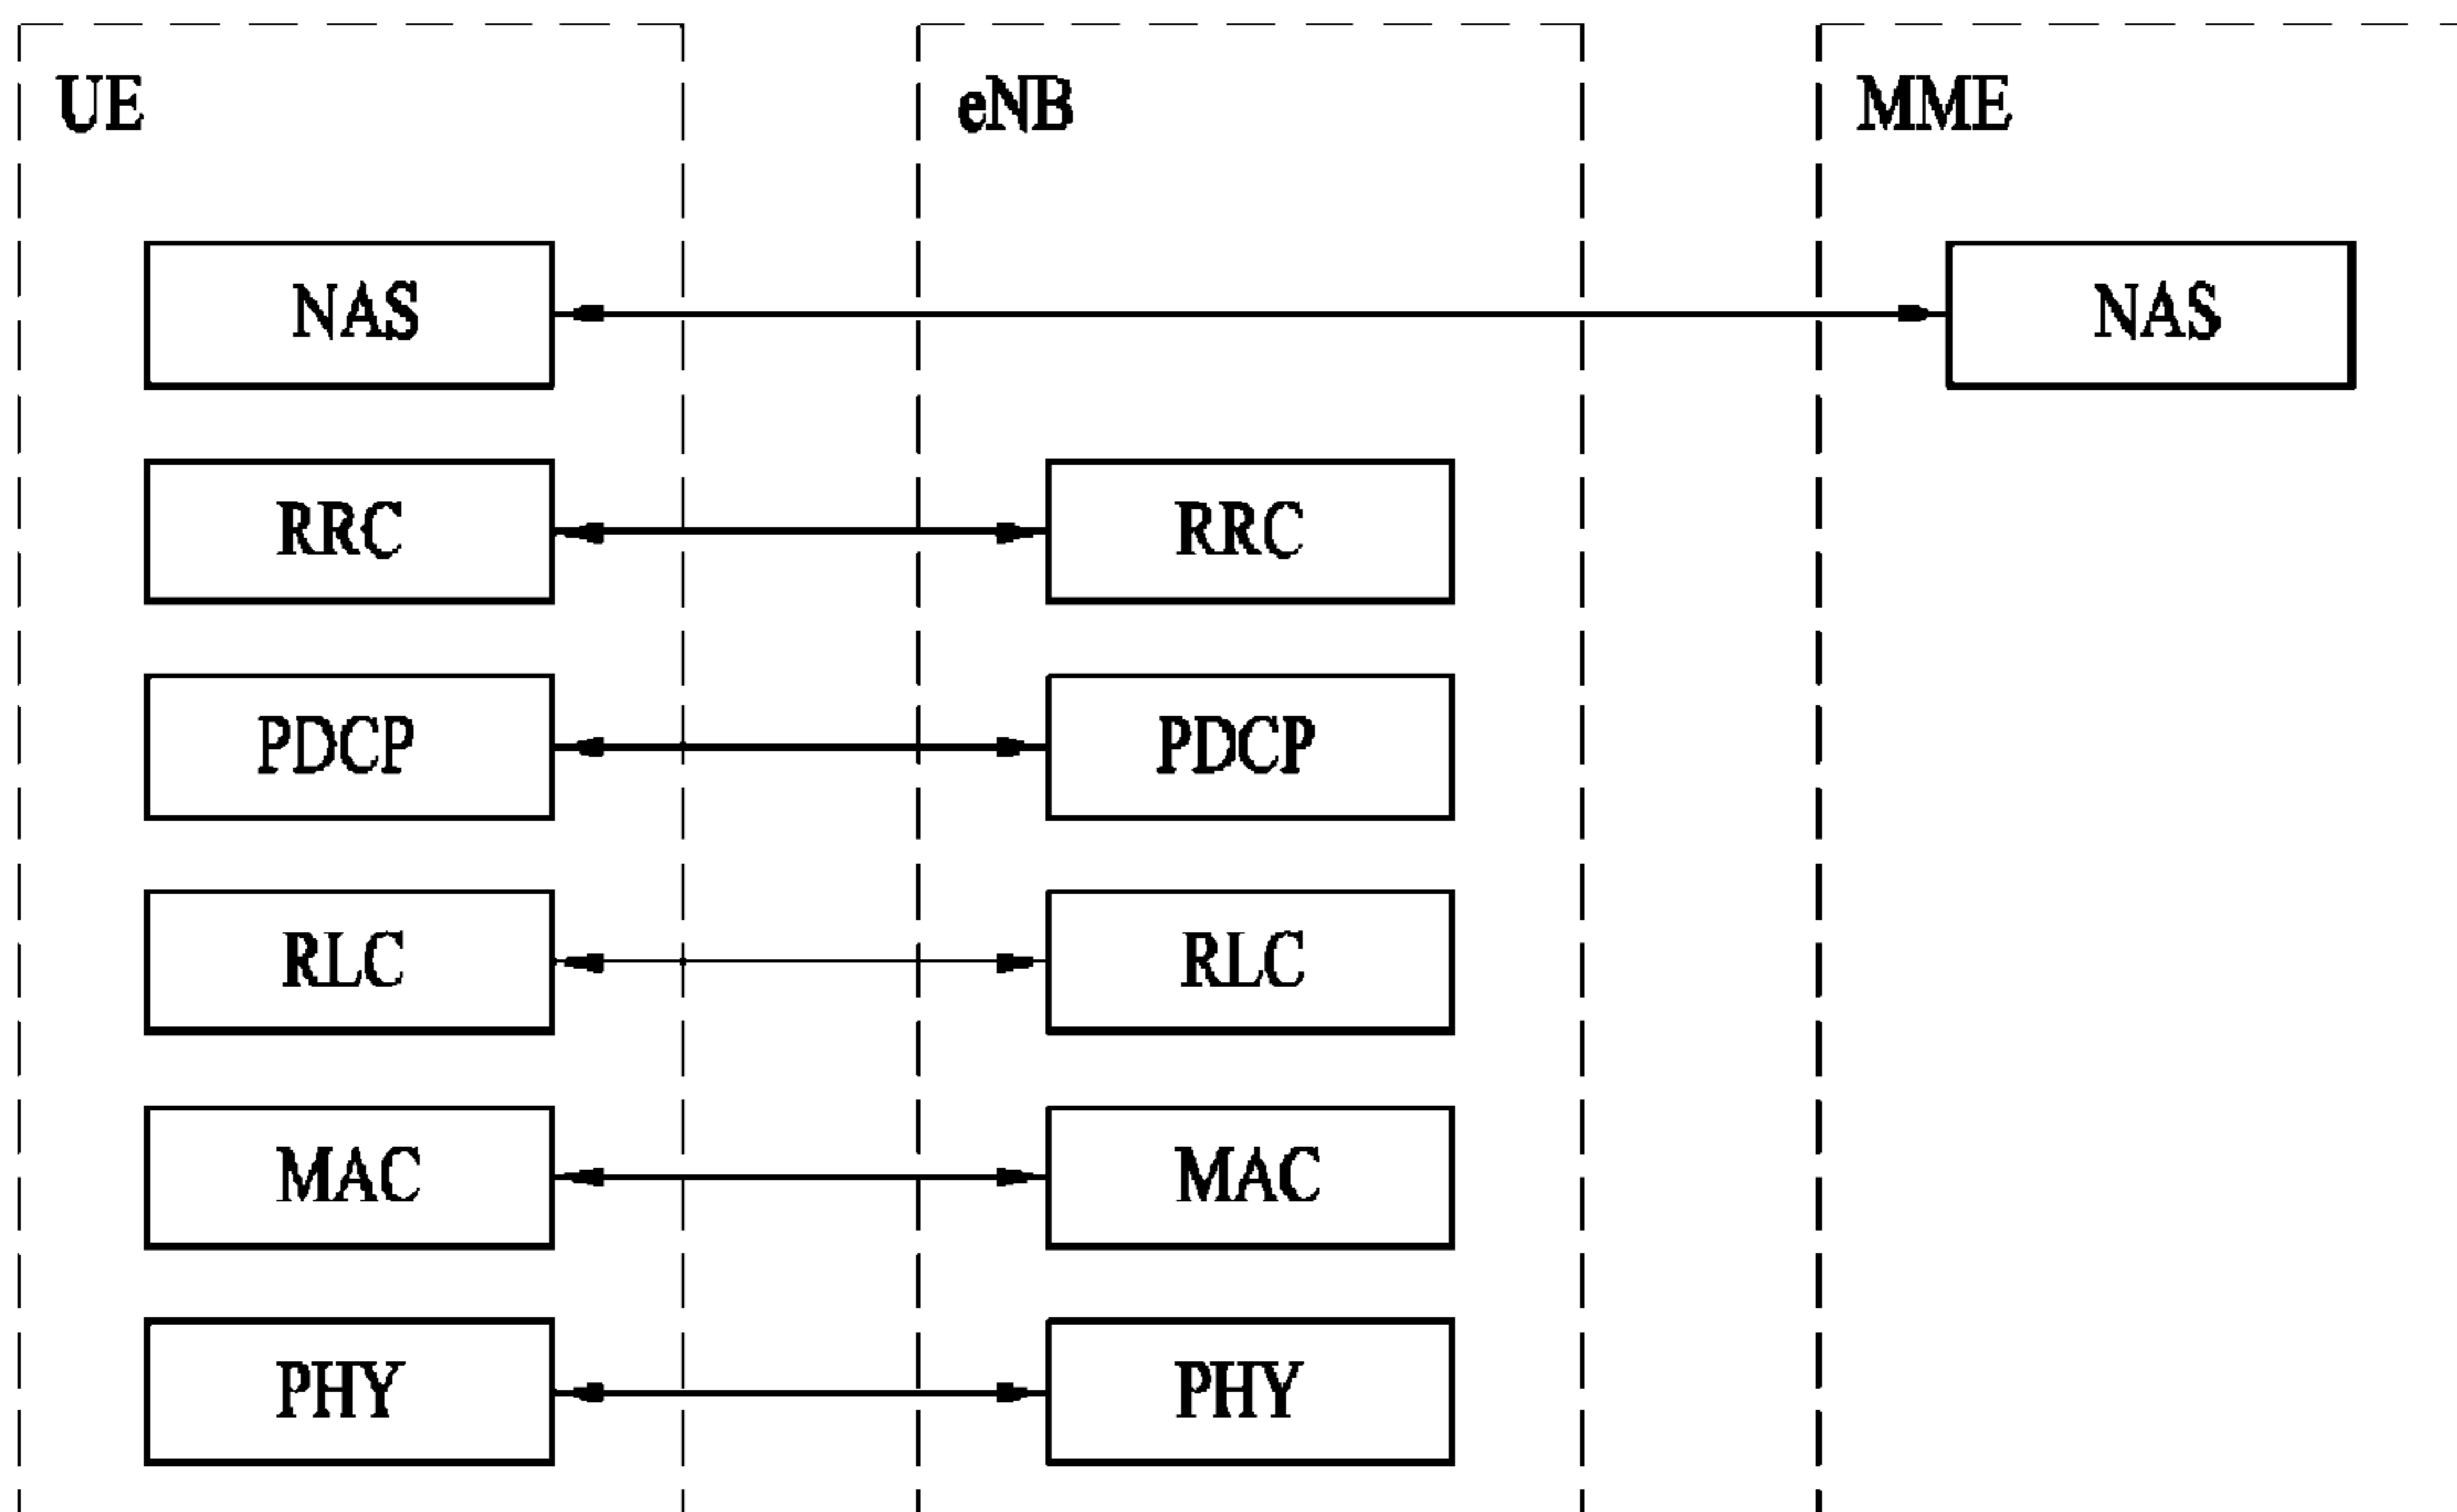 UE eNB MME
NAS NAS
RRC RRC
PDCP PDCP
RLC RLC
MAC MAC
PHY PHY